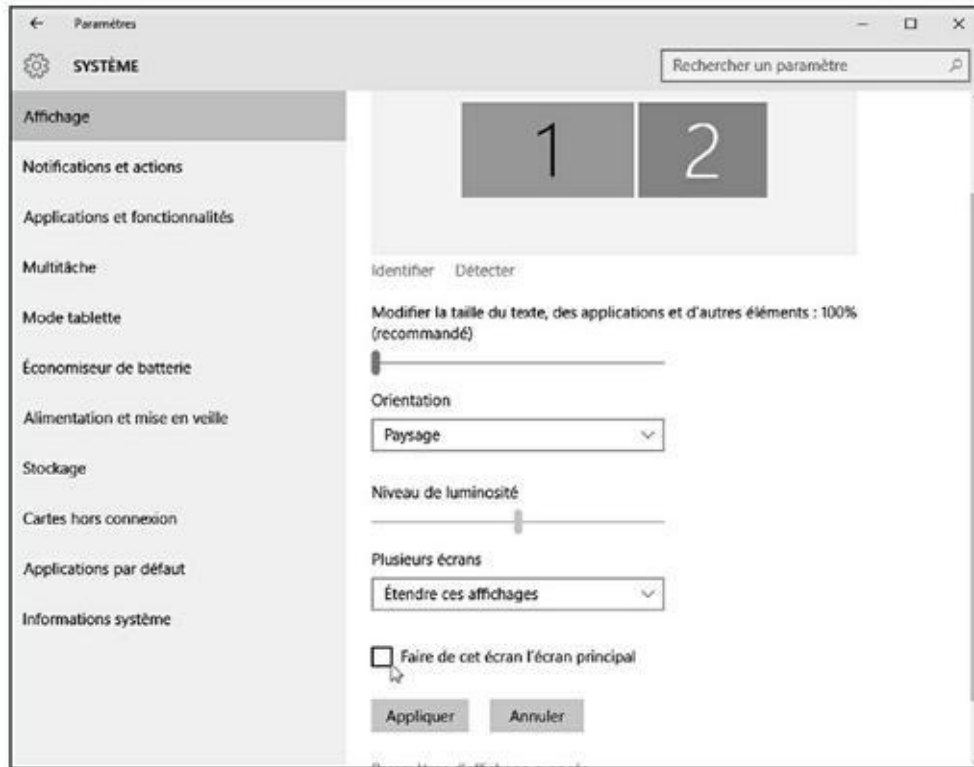 Paramètres
SYSTÈME
Rechercher un paramètre
Affichage
Notifications et actions
Applications et fonctionnalités
Multitâche
Mode tablette
Économiseur de batterie
Alimentation et mise en veille
Stockage
Cartes hors connexion
Applications par défaut
Informations système
1 2
Identifier Détecter
Modifier la taille du texte, des applications et d'autres éléments : 100%
(recommandé)
Orientation
Paysage
Niveau de luminosité
Plusieurs écrans
Étendre ces affichages
Faire de cet écran l'écran principal
Appliquer Annuler